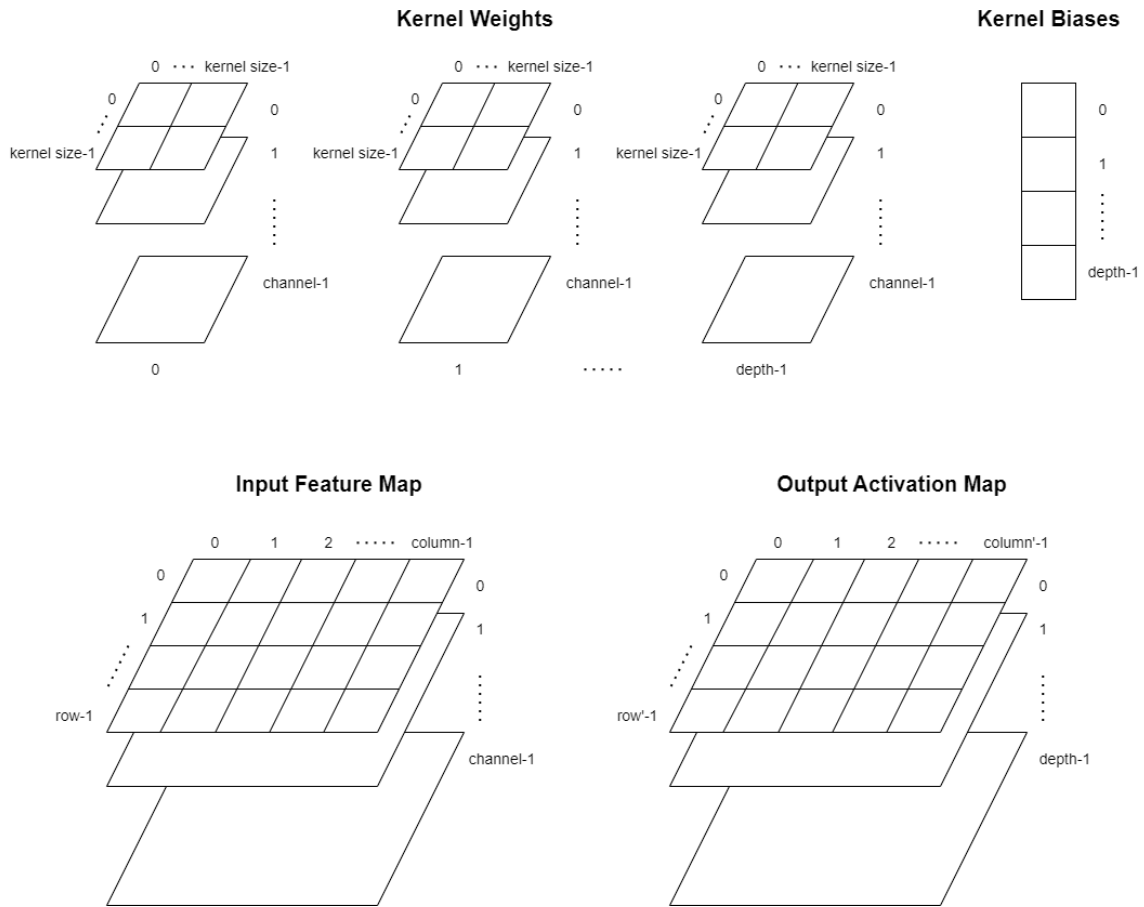 Kernel Weights
Kernel Biases
0 ··· kernel size-1
0 ··· kernel size-1
0 ··· kernel size-1
0
0
0
0
0
0
0
kernel size-1
1
kernel size-1
1
kernel size-1
1
1
channel-1
channel-1
channel-1
depth-1
0
1
·····
depth-1
Input Feature Map
Output Activation Map
0 1 2 ····· column-1
0 1 2 ····· column'-1
0
0
0
0
1
1
1
1
row-1
row'-1
channel-1
depth-1